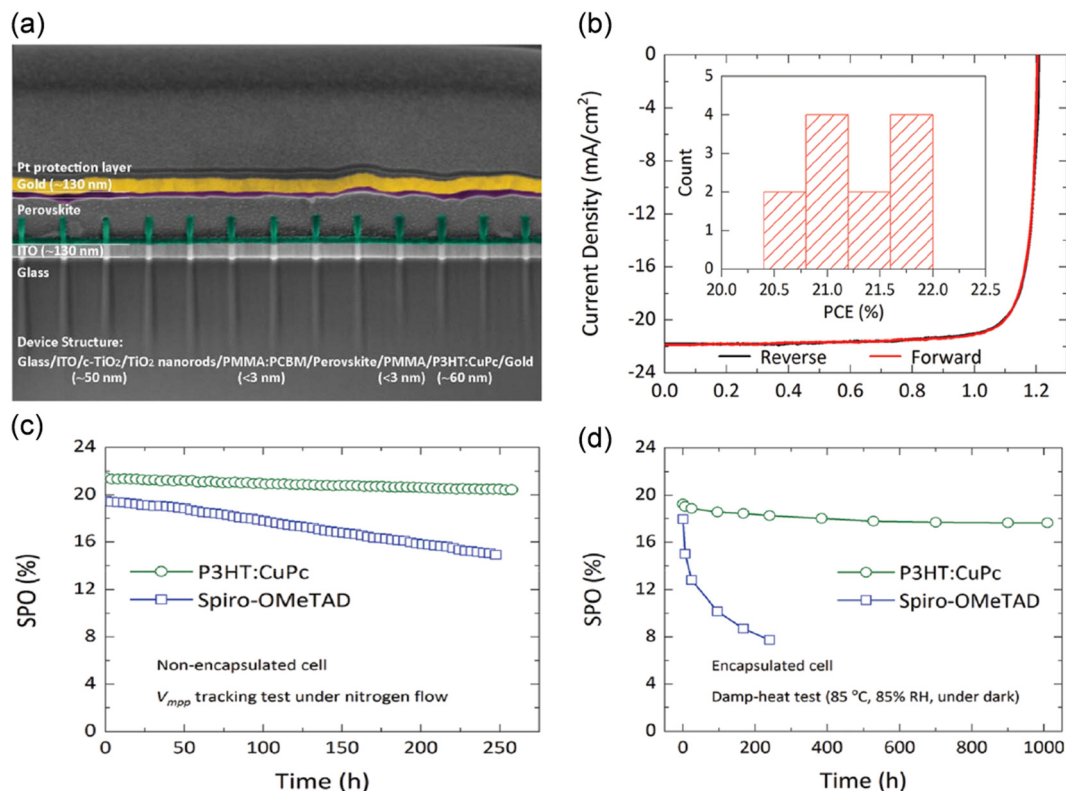 (a)
Pt protection layer
Gold (~130 nm)
Perovskite
ITO (~130 nm)
Glass
Device Structure:
Glass/ITO/c-TiO₂/TiO₂ nanorods/PMMA:PCBM/Perovskite/PMMA/P3HT:CuPc/Gold
(~50 nm) (<3 nm) (<3 nm) (~60 nm)
(b)
Current Density (mA/cm²)
0
-4
-8
-12
-16
-20
-24
0.0 0.2 0.4 0.6 0.8 1.0 1.2
Reverse Forward
Count
5
4
3
2
1
0
20.0 20.5 21.0 21.5 22.0 22.5
PCE (%)
(c)
SPO (%)
24
20
16
12
8
4
0
P3HT:CuPc
Spiro-OMeTAD
Non-encapsulated cell
Vmpp tracking test under nitrogen flow
0 50 100 150 200 250
Time (h)
(d)
SPO (%)
24
20
16
12
8
4
0
P3HT:CuPc
Spiro-OMeTAD
Encapsulated cell
Damp-heat test (85 °C, 85% RH, under dark)
0 200 400 600 800 1000
Time (h)